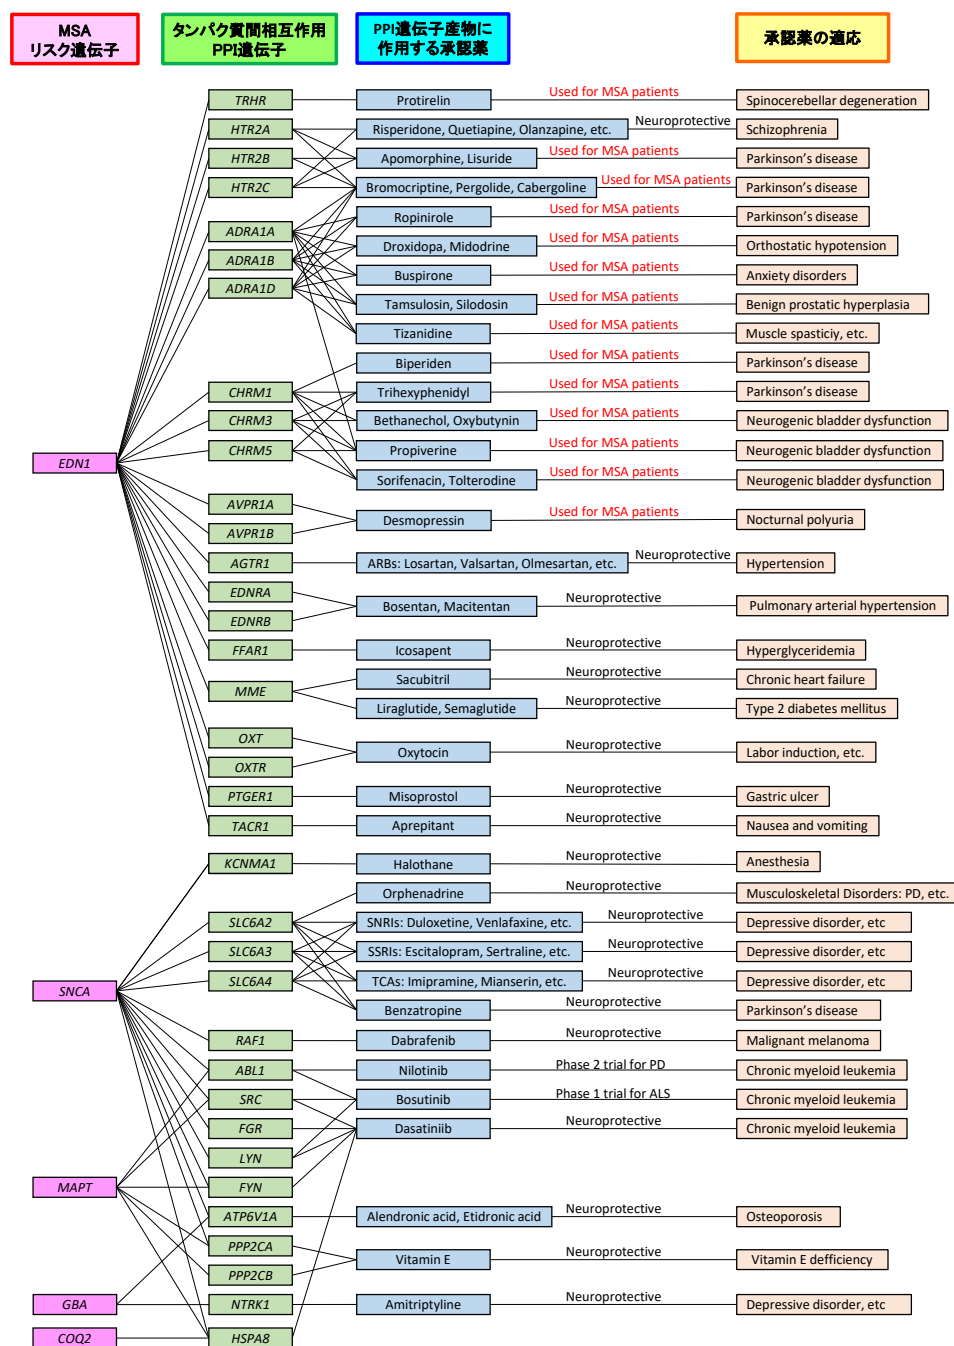 MSA
リスク遺伝子
タンパク質間相互作用
PPI遺伝子
PPI遺伝子産物に
作用する承認薬
承認薬の適応
TRHR
Protirelin
Used for MSA patients
Spinocerebellar degeneration
HTR2A
Risperidone, Quetiapine, Olanzapine, etc.
Neuroprotective
Schizophrenia
HTR2B
Apomorphine, Lisuride
Used for MSA patients
Parkinson's disease
HTR2C
Bromocriptine, Pergolide, Cabergoline
Used for MSA patients
Parkinson's disease
Ropinirole
Used for MSA patients
Parkinson's disease
ADRA1A
Droxidopa, Midodrine
Used for MSA patients
Orthostatic hypotension
ADRA1B
Buspirone
Used for MSA patients
Anxiety disorders
ADRA1D
Tamsulosin, Silodosin
Used for MSA patients
Benign prostatic hyperplasia
Tizanidine
Used for MSA patients
Muscle spasticiy, etc.
Biperiden
Used for MSA patients
Parkinson's disease
CHRM1
Trihexyphenidyl
Used for MSA patients
Parkinson's disease
CHRM3
Bethanechol, Oxybutynin
Used for MSA patients
Neurogenic bladder dysfunction
EDN1
CHRM5
Propiverine
Used for MSA patients
Neurogenic bladder dysfunction
Sorifenacin, Tolterodine
Used for MSA patients
Neurogenic bladder dysfunction
AVPR1A
Desmopressin
Used for MSA patients
Nocturnal polyuria
AVPR1B
AGTR1
ARBs: Losartan, Valsartan, Olmesartan, etc.
Neuroprotective
Hypertension
EDNRA
Bosentan, Macitentan
Neuroprotective
Pulmonary arterial hypertension
EDNRB
FFAR1
Icosapent
Neuroprotective
Hyperglyceridemia
MME
Sacubitril
Neuroprotective
Chronic heart failure
Liraglutide, Semaglutide
Neuroprotective
Type 2 diabetes mellitus
OXT
Oxytocin
Neuroprotective
Labor induction, etc.
OXTR
PTGER1
Misoprostol
Neuroprotective
Gastric ulcer
TACR1
Aprepitant
Neuroprotective
Nausea and vomiting
KCNMA1
Halothane
Neuroprotective
Anesthesia
Orphenadrine
Neuroprotective
Musculoskeletal Disorders: PD, etc.
SLC6A2
SNRIs: Duloxetine, Venlafaxine, etc.
Neuroprotective
Depressive disorder, etc
SLC6A3
SSRIs: Escitalopram, Sertraline, etc.
Neuroprotective
Depressive disorder, etc
SNCA
SLC6A4
TCAs: Imipramine, Mianserin, etc.
Neuroprotective
Depressive disorder, etc
Benzatropine
Neuroprotective
Parkinson's disease
RAF1
Dabrafenib
Neuroprotective
Malignant melanoma
ABL1
Nilotinib
Phase 2 trial for PD
Chronic myeloid leukemia
SRC
Bosutinib
Phase 1 trial for ALS
Chronic myeloid leukemia
FGR
Dasatiniib
Neuroprotective
Chronic myeloid leukemia
LYN
MAPT
FYN
ATP6V1A
Alendronic acid, Etidronic acid
Neuroprotective
Osteoporosis
PPP2CA
Vitamin E
Neuroprotective
Vitamin E defficiency
PPP2CB
GBA
NTRK1
Amitriptyline
Neuroprotective
Depressive disorder, etc
COQ2
HSPA8